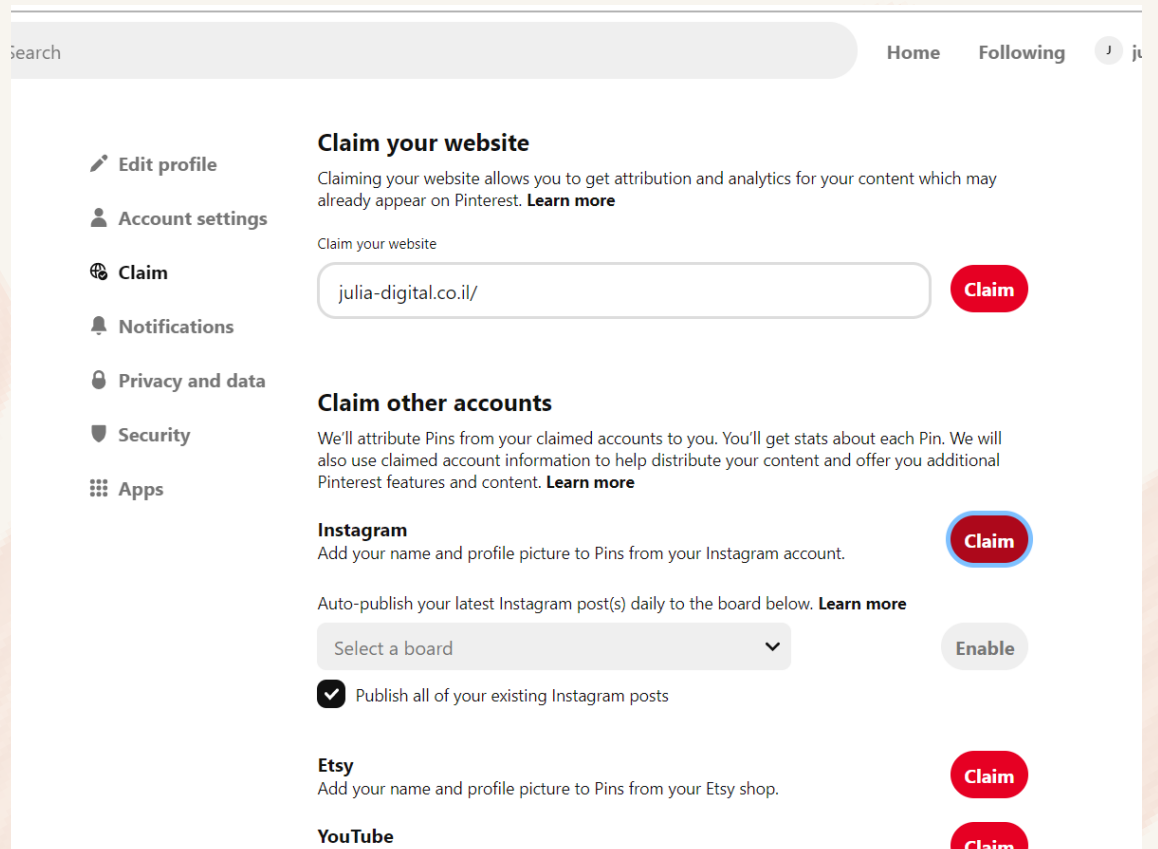 Search
Home
Following
J
Edit profile
Account settings
Claim
Notifications
Privacy and data
Security
Apps
Claim your website
Claiming your website allows you to get attribution and analytics for your content which may
already appear on Pinterest. Learn more
Claim your website
julia-digital.co.il/
Claim
Claim other accounts
We'll attribute Pins from your claimed accounts to you. You'll get stats about each Pin. We will
also use claimed account information to help distribute your content and offer you additional
Pinterest features and content. Learn more
Instagram
Add your name and profile picture to Pins from your Instagram account.
Claim
Auto-publish your latest Instagram post(s) daily to the board below. Learn more
Select a board
Enable
Publish all of your existing Instagram posts
Etsy
Add your name and profile picture to Pins from your Etsy shop.
Claim
YouTube
Claim